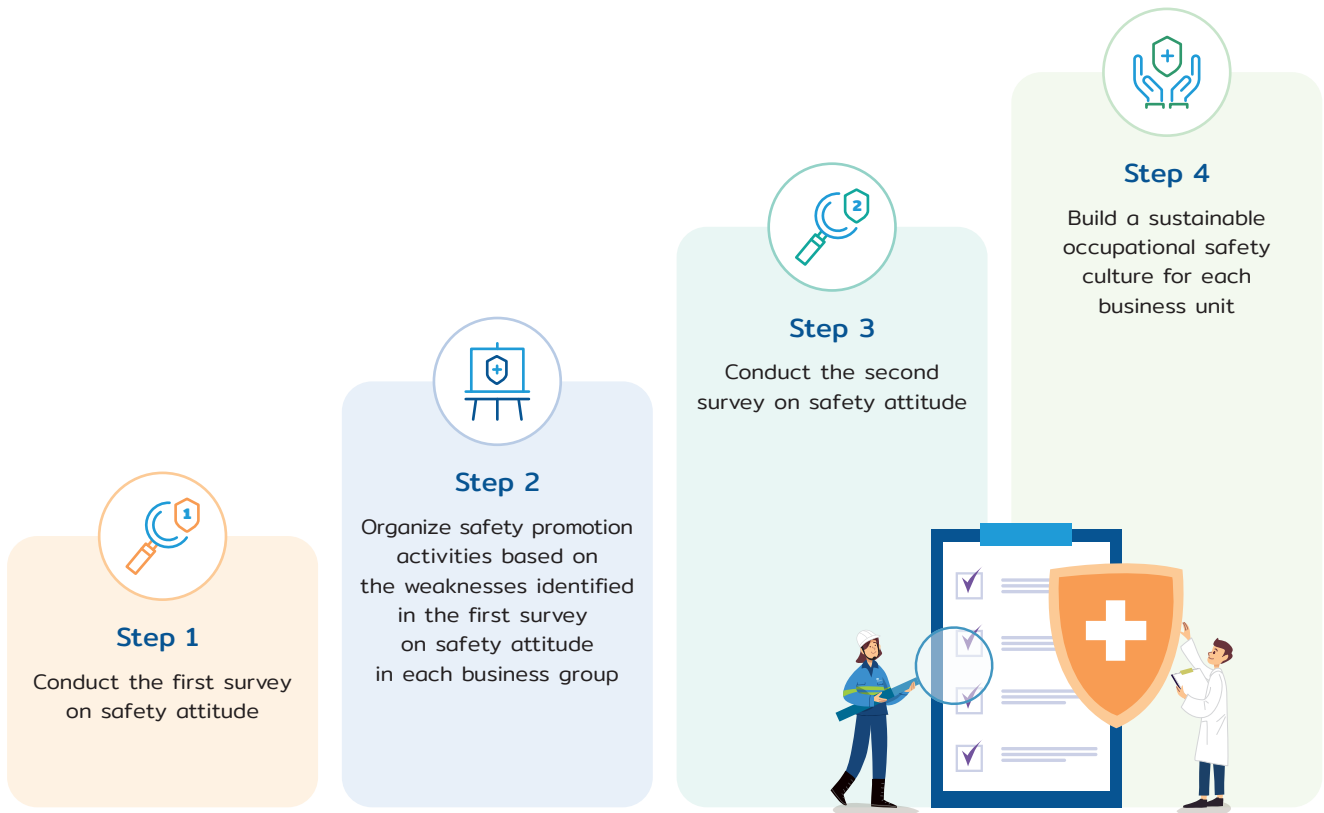 1
Step 1
Conduct the first survey
on safety attitude
Step 2
Organize safety promotion
activities based on
the weaknesses identified
in the first survey
on safety attitude
in each business group
2
Step 3
Conduct the second
survey on safety attitude
Step 4
Build a sustainable
occupational safety
culture for each
business unit